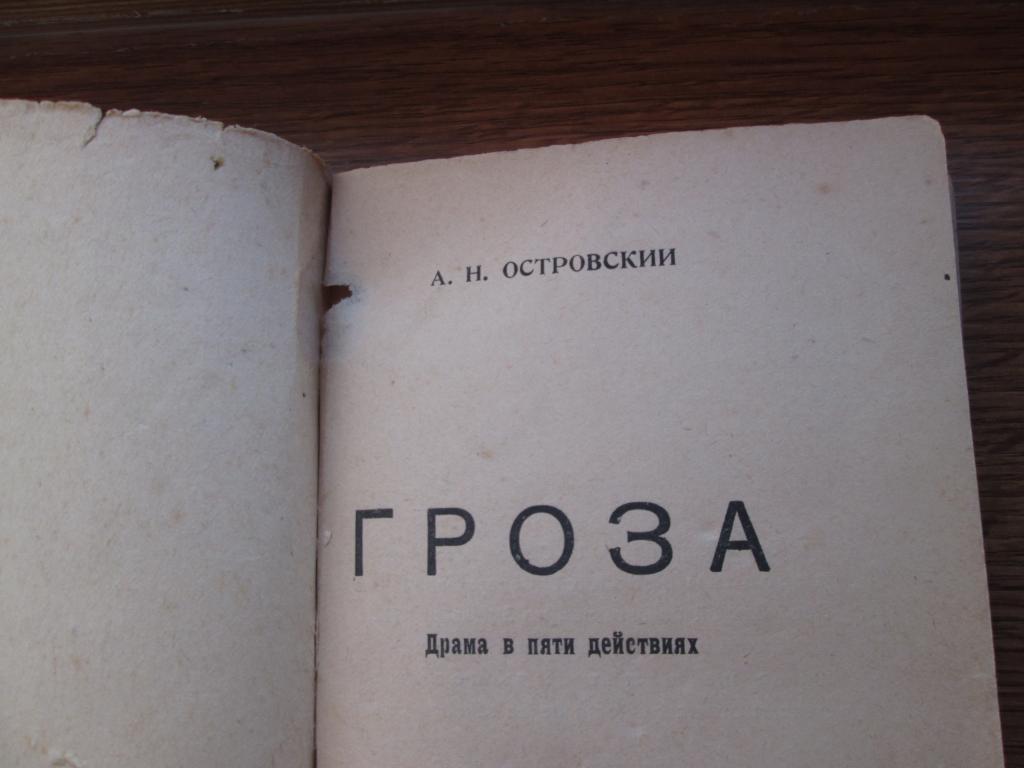 А. Н. ОСТРОВСКИИ
ГРОЗА
Драма в пяти действиях